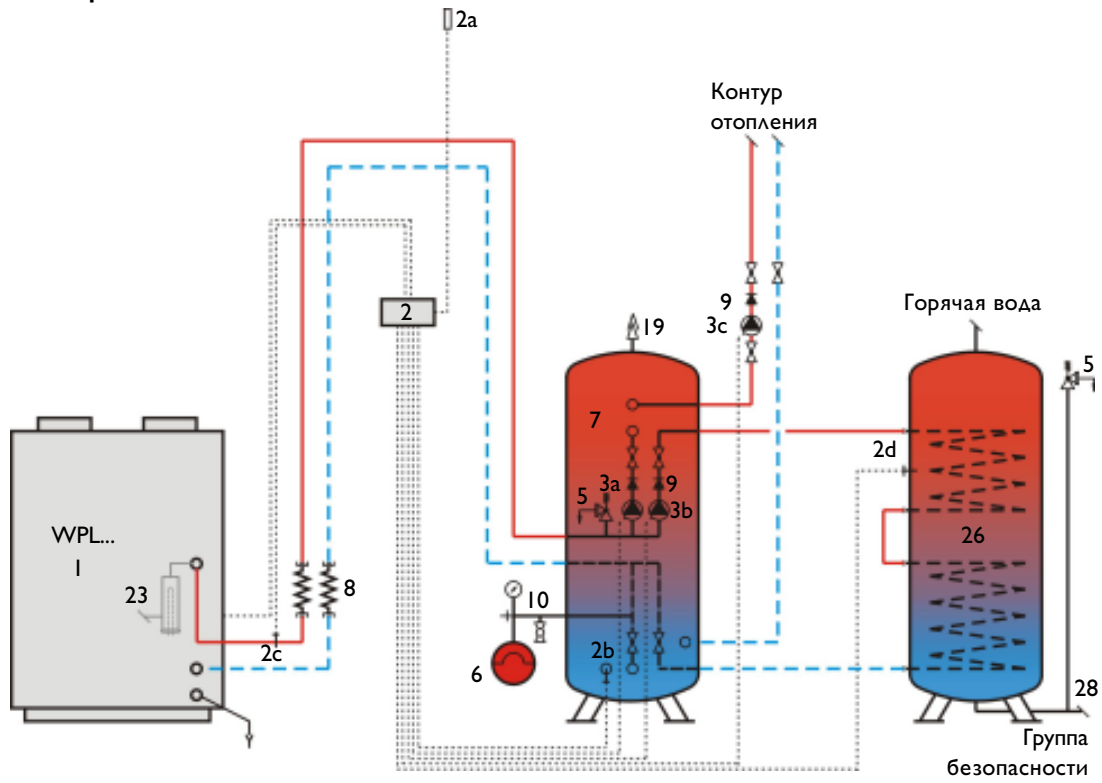 2a
Контур
отопления
9
3c
2
19
Горячая вода
5
7
2d
5
3a
9
3b
WPL...
1
26
23
8
10
2c
2b
6
28
Группа
безопасности